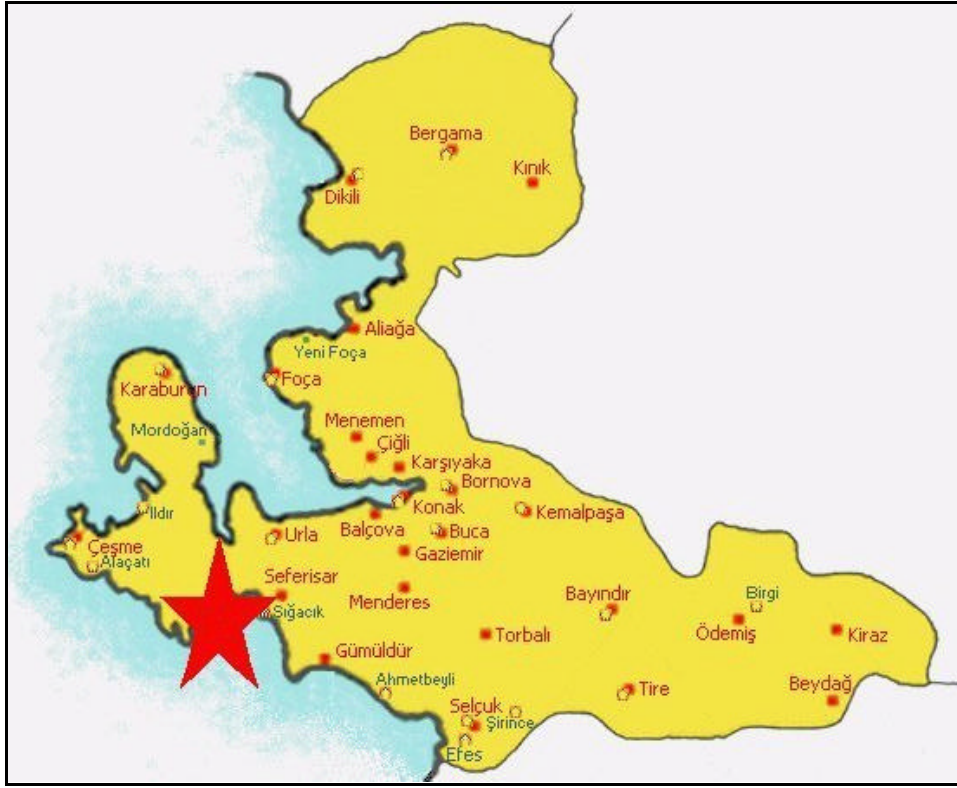 Bergama
Kınık
Dikili
Aliağa
Yeni Foça
Foça
Karaburun
Menemen
Mordoğan
Çiğli
Karşıyaka
Bornova
Ildır
Konak
Kemalpaşa
Balçova
Buca
Urla
Çeşme
Gaziemir
Alaçatı
Seferisar
Menderes
Bayındır
Birgi
Sığacık
Torbalı
Ödemiş
Kiraz
Gümüldür
Ahmetbeyli
Tire
Beydağ
Selçuk
Şirince
Efes